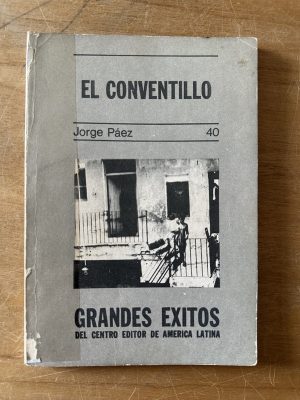 EL CONVENTILLO
Jorge Páez 40
GRANDES EXITOS
DEL CENTRO EDITOR DE AMERICA LATINA